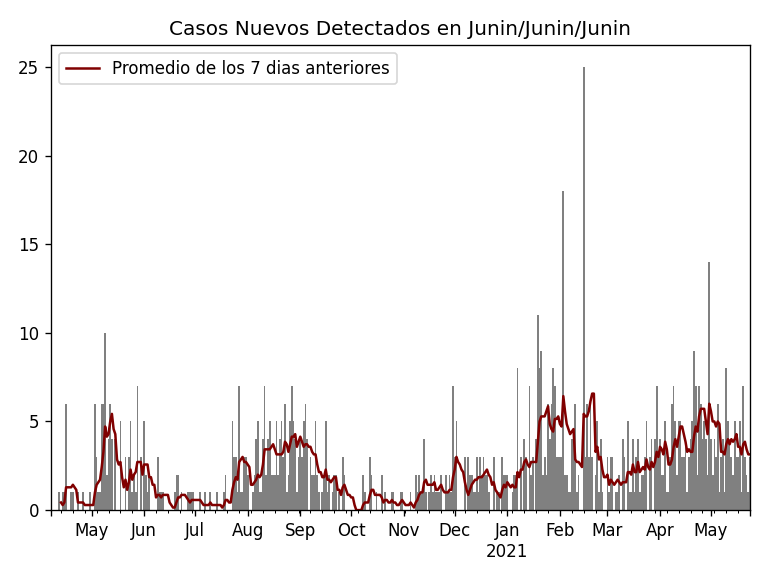 Casos Nuevos Detectados en Junin/Junin/Junin
Promedio de los 7 dias anteriores
25
20
15
10
5
0
May Jun Jul Aug Sep Oct Nov Dec Jan Feb Mar Apr May
2021